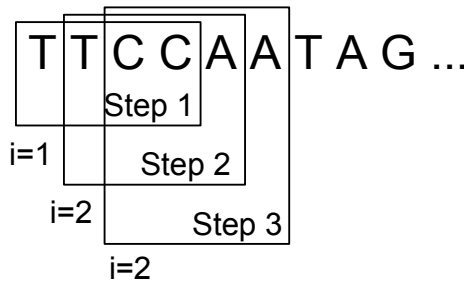 T T C C A A T A G ...
Step 1
i=1
Step 2
i=2
Step 3
i=2